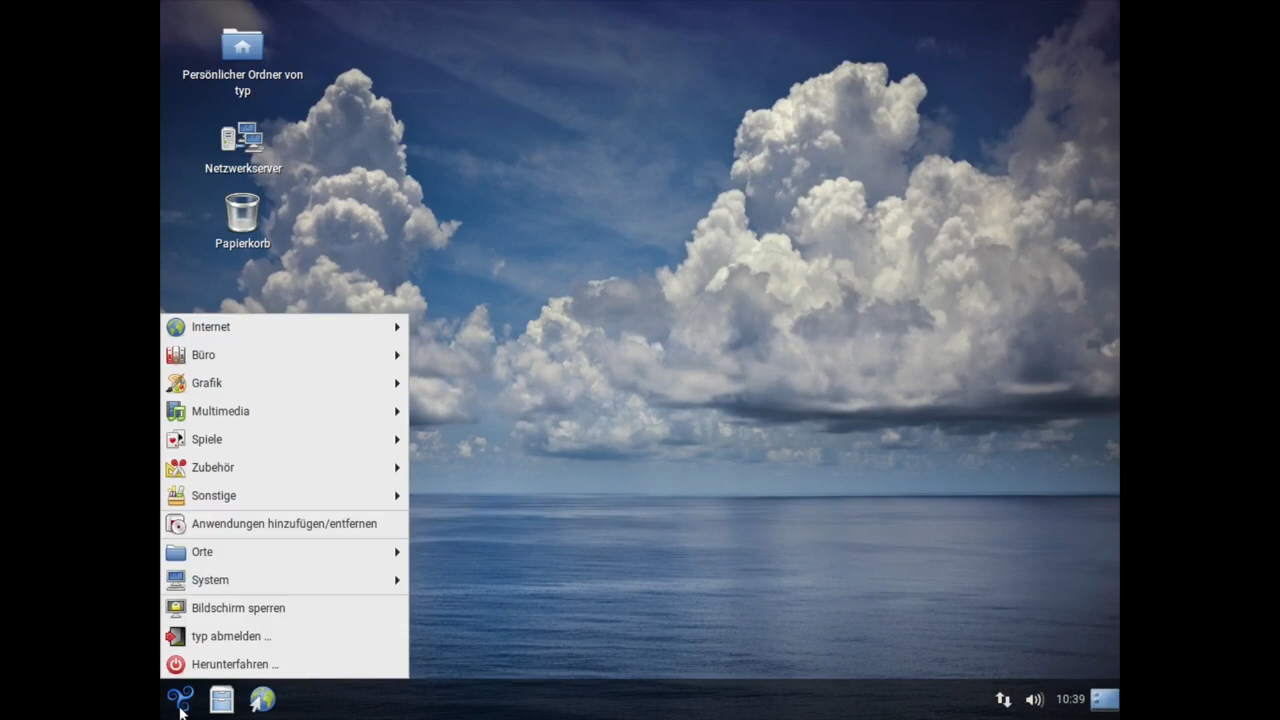 Persönlicher Ordner von
typ
Netzwerkserver
Papierkorb
Internet
Büro
Grafik
Multimedia
Spiele
Zubehör
Sonstige
Anwendungen hinzufügen/entfernen
Orte
System
Bildschirm sperren
typ abmelden ...
Herunterfahren ...
10:39